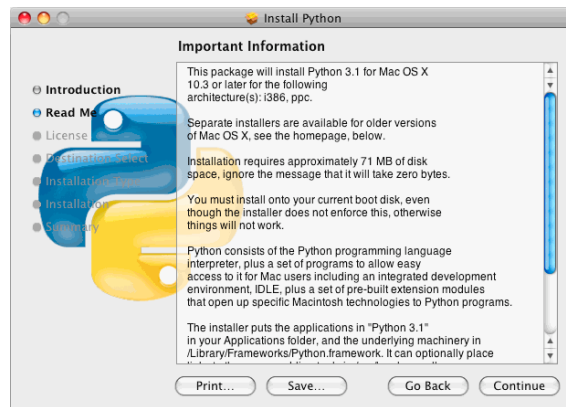 Install Python
Important Information
Introduction
Read Me
License
Destination Select
Installation Type
Installation
Summary
This package will install Python 3.1 for Mac OS X
10.3 or later for the following
architecture(s): i386, ppc.
Separate installers are available for older versions
of Mac OS X, see the homepage, below.
Installation requires approximately 71 MB of disk
space, ignore the message that it will take zero bytes.
You must install onto your current boot disk, even
though the installer does not enforce this, otherwise
things will not work.
Python consists of the Python programming language
interpreter, plus a set of programs to allow easy
access to it for Mac users including an integrated development
environment, IDLE, plus a set of pre-built extension modules
that open up specific Macintosh technologies to Python programs.
The installer puts the applications in "Python 3.1"
in your Applications folder, and the underlying machinery in
/Library/Frameworks/Python.framework. It can optionally place
Print...
Save...
Go Back
Continue